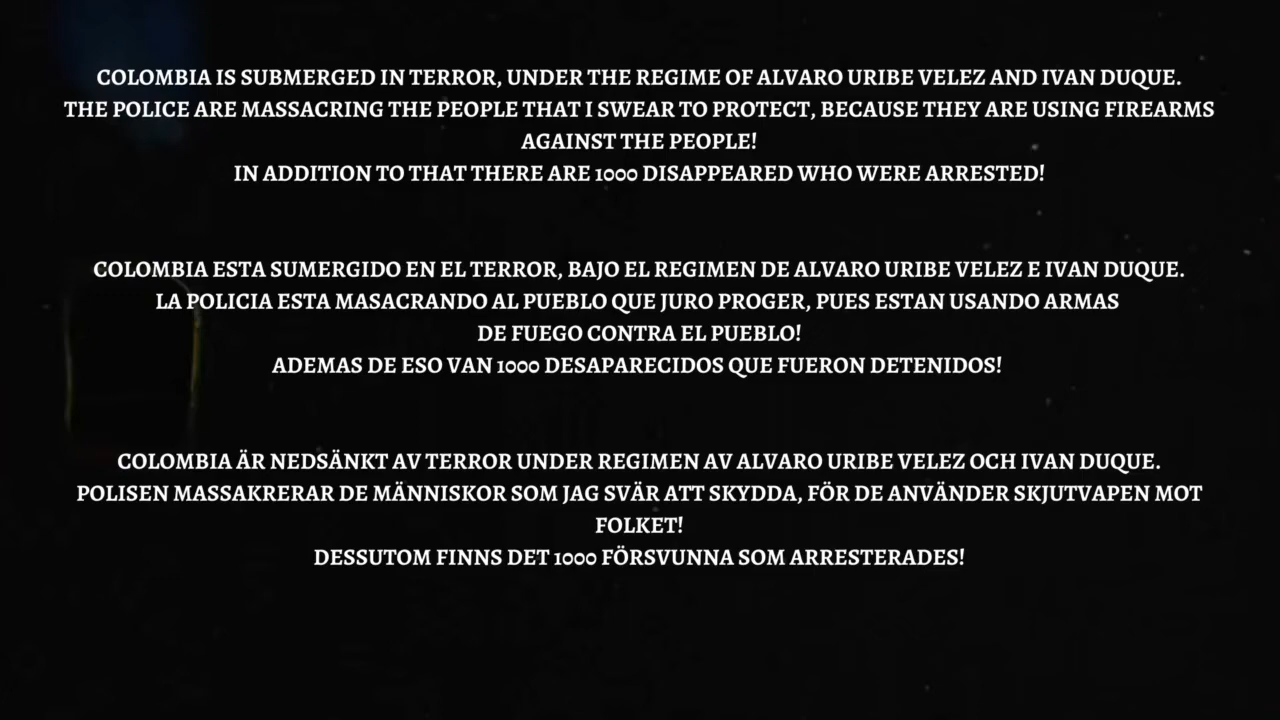 COLOMBIA IS SUBMERGED IN TERROR, UNDER THE REGIME OF ALVARO URIBE VELEZ AND IVAN DUQUE.
THE POLICE ARE MASSACRING THE PEOPLE THAT I SWEAR TO PROTECT, BECAUSE THEY ARE USING FIREARMS
AGAINST THE PEOPLE!
IN ADDITION TO THAT THERE ARE 1000 DISAPPEARED WHO WERE ARRESTED!
COLOMBIA ESTA SUMERGIDO EN EL TERROR, BAJO EL REGIMEN DE ALVARO URIBE VELEZ E IVAN DUQUE.
LA POLICIA ESTA MASACRANDO AL PUEBLO QUE JURO PROGER, PUES ESTAN USANDO ARMAS
DE FUEGO CONTRA EL PUEBLO!
ADEMAS DE ESO VAN 1000 DESAPARECIDOS QUE FUERON DETENIDOS!
COLOMBIA ÄR NEDSÄNKT AV TERROR UNDER REGIMEN AV ALVARO URIBE VELEZ OCH IVAN DUQUE.
POLISEN MASSAKRERAR DE MÄNNISKOR SOM JAG SVÄR ATT SKYDDA, FÖR DE ANVÄNDER SKJUTVAPEN MOT
FOLKET!
DESSUTOM FINNS DET 1000 FÖRSVUNNA SOM ARRESTERADES!